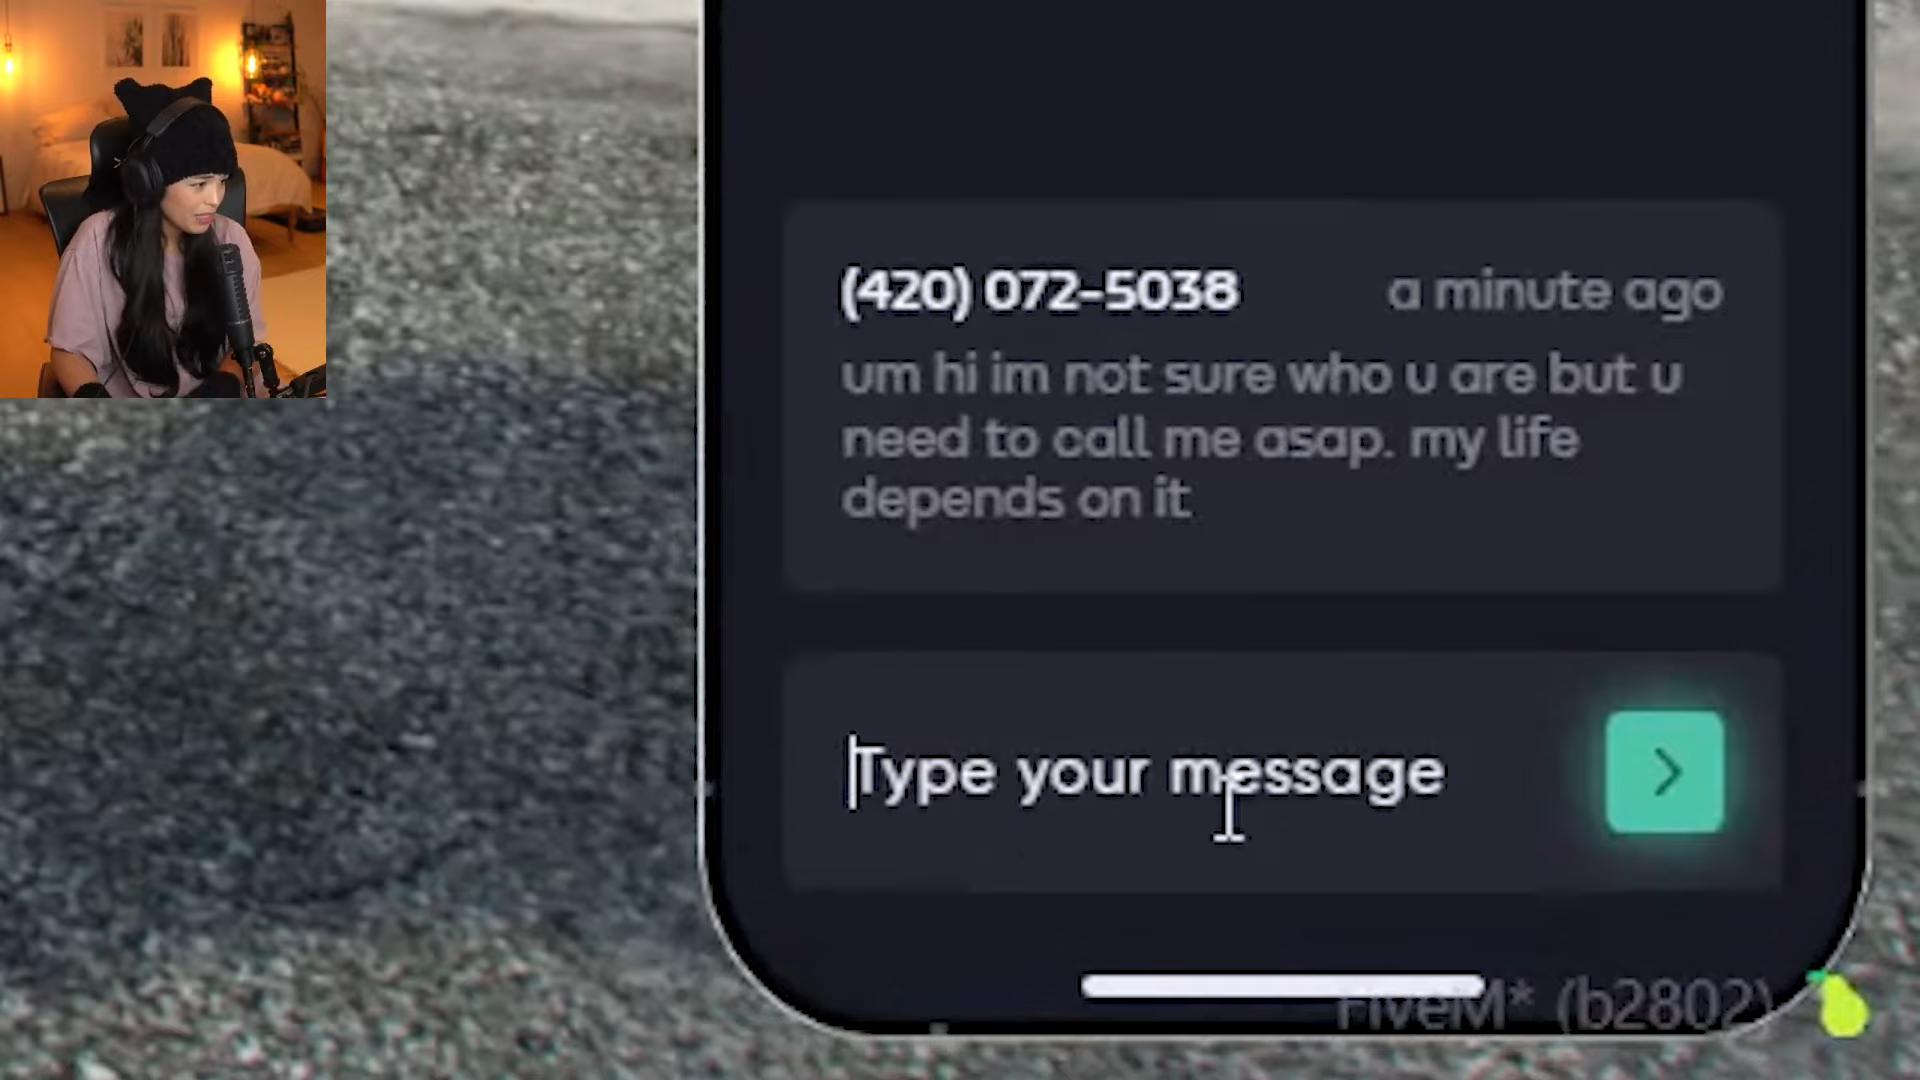 (420) 072-5038
a minute ago
um hi im not sure who u are but u
need to call me asap. my life
depends on it
Type your message
FiveM* (b2802)